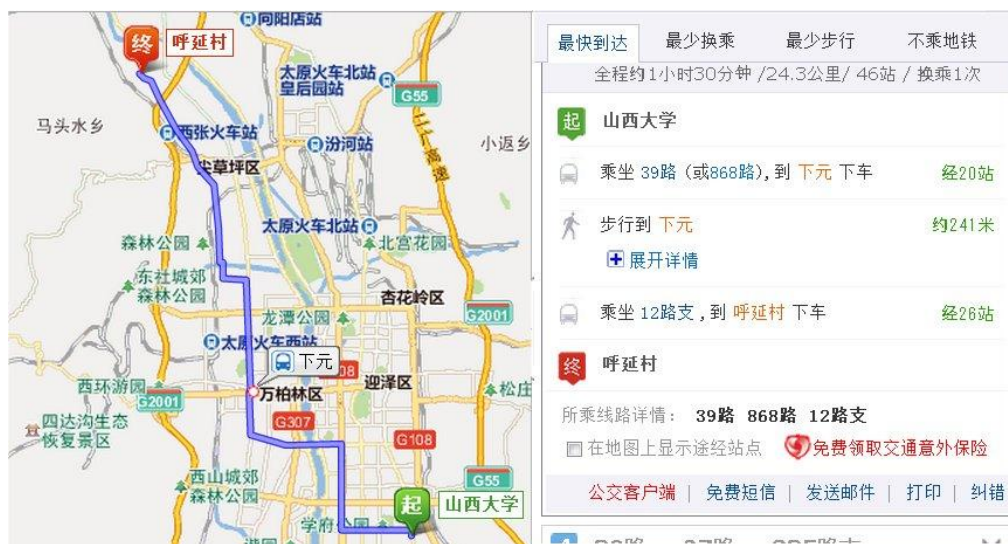 向阳店站
终 呼延村
太原火车北站
皇后园站
G55
二广高速
马头水乡
西张火车站
汾河站
小返乡
尖草坪区
太原火车北站
森林公园
北宫花园
东社城郊
森林公园
杏花岭区
龙潭公园
G2001
太原火车西站
下元
西环游园
G2001
万柏林区
迎泽区
松庄
四达沟生态
恢复景区
G307
G108
西山城郊
森林公园
G55
起 山西大学
学府公园
最快到达 最少换乘 最少步行 不乘地铁
全程约1小时30分钟 /24.3公里/ 46站 / 换乘1次
起 山西大学
乘坐 39路 (或868路), 到 下元 下车 经20站
步行到 下元 约241米
展开详情
乘坐 12路支 , 到 呼延村 下车 经26站
终 呼延村
所乘线路详情: 39路 868路 12路支
在地图上显示途经站点 免费领取交通意外保险
公交客户端 | 免费短信 | 发送邮件 | 打印 | 纠错